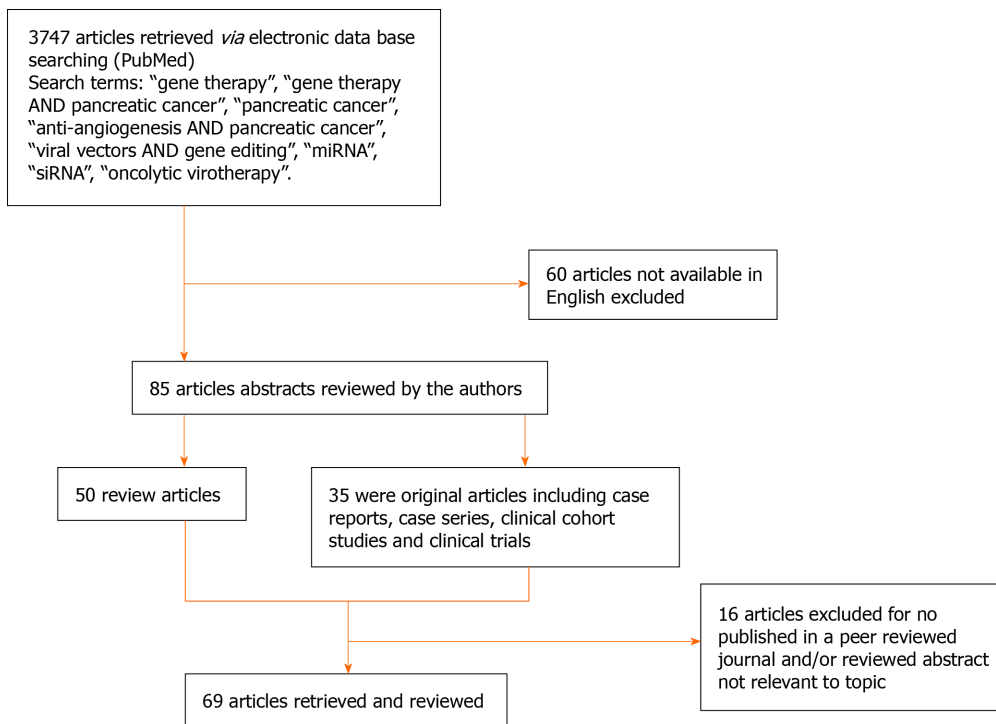 3747 articles retrieved via electronic data base
searching (PubMed)
Search terms: “gene therapy”, “gene therapy
AND pancreatic cancer”, “pancreatic cancer”,
“anti-angiogenesis AND pancreatic cancer”,
“viral vectors AND gene editing”, “miRNA”,
“siRNA”, “oncolytic virotherapy”.
60 articles not available in
English excluded
85 articles abstracts reviewed by the authors
50 review articles
35 were original articles including case
reports, case series, clinical cohort
studies and clinical trials
16 articles excluded for no
published in a peer reviewed
journal and/or reviewed abstract
not relevant to topic
69 articles retrieved and reviewed